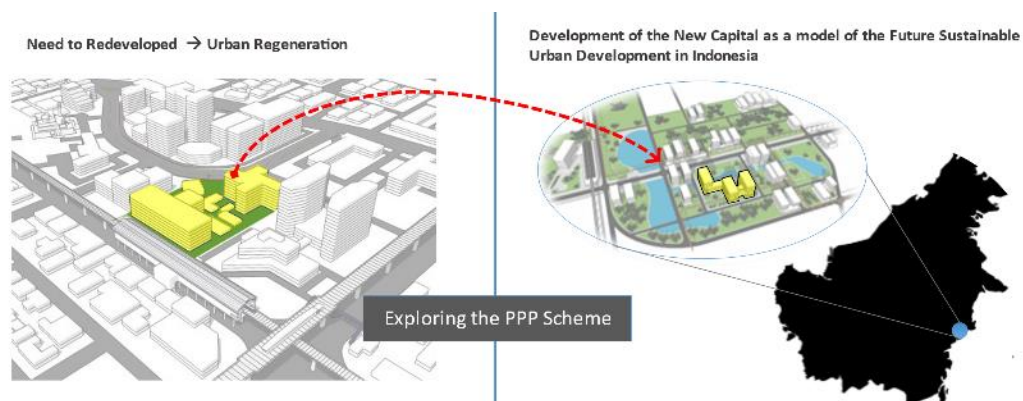 Need to Redeveloped → Urban Regeneration
Development of the New Capital as a model of the Future Sustainable
Urban Development in Indonesia
Exploring the PPP Scheme